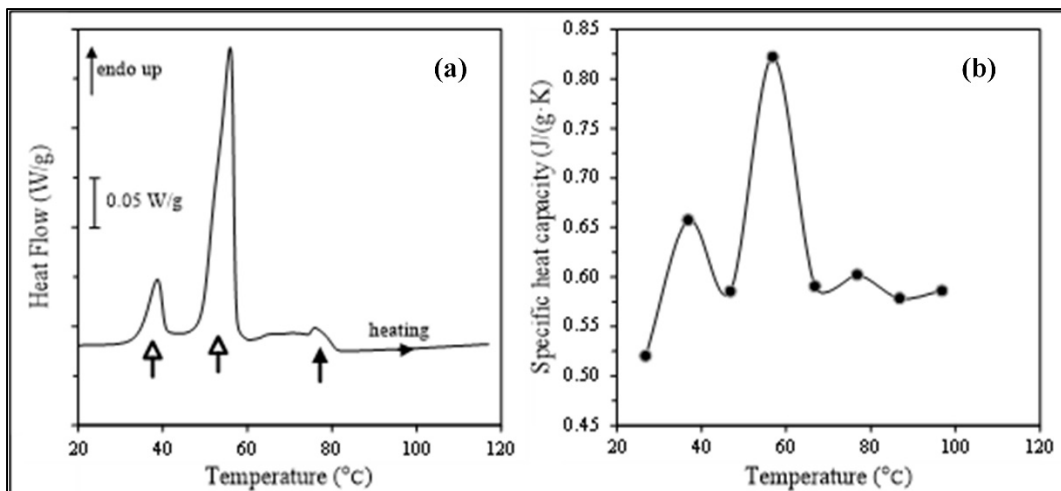 (a)
endo up
0.05 W/g
heating
Heat Flow (W/g)
20 40 60 80 100 120
Temperature (°C)
(b)
Specific heat capacity (J/(g·K)
0.85
0.80
0.75
0.70
0.65
0.60
0.55
0.50
0.45
20 40 60 80 100 120
Temperature (°C)